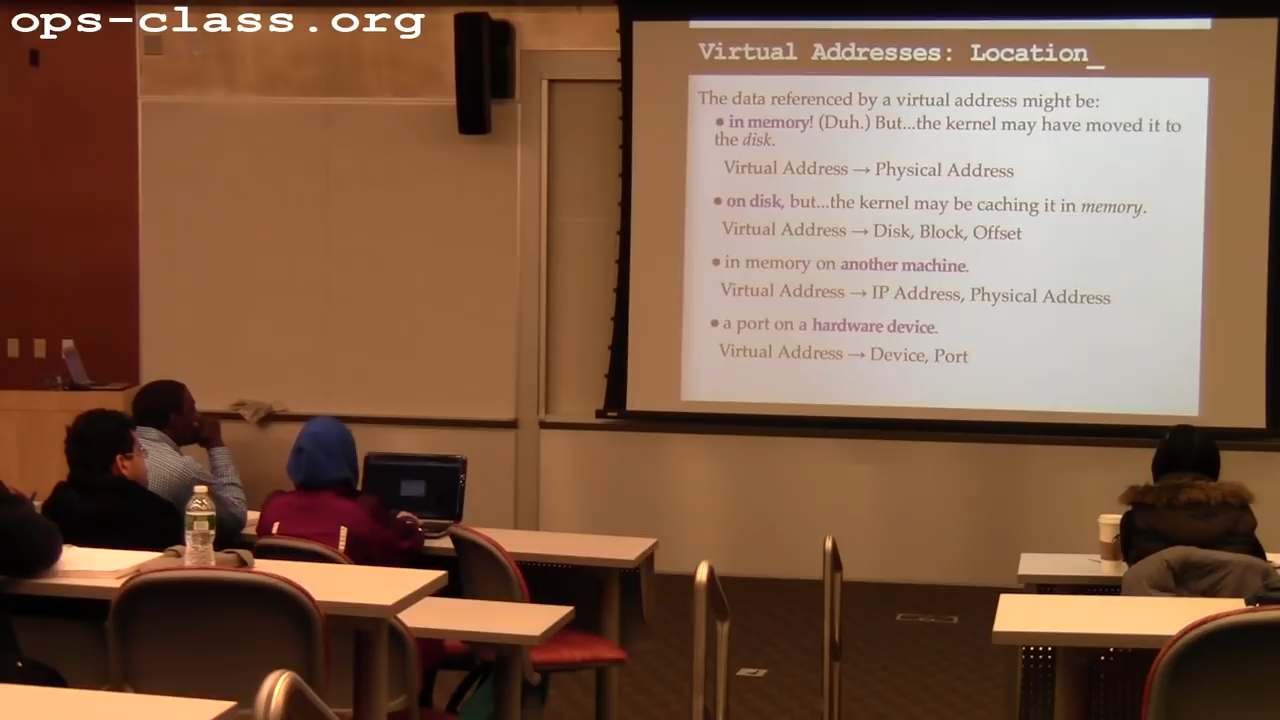 ops-class.org
Virtual Addresses: Location_
The data referenced by a virtual address might be:
• in memory! (Duh.) But...the kernel may have moved it to
the disk.
Virtual Address → Physical Address
• on disk, but...the kernel may be caching it in memory.
Virtual Address → Disk, Block, Offset
• in memory on another machine.
Virtual Address → IP Address, Physical Address
• a port on a hardware device.
Virtual Address → Device, Port